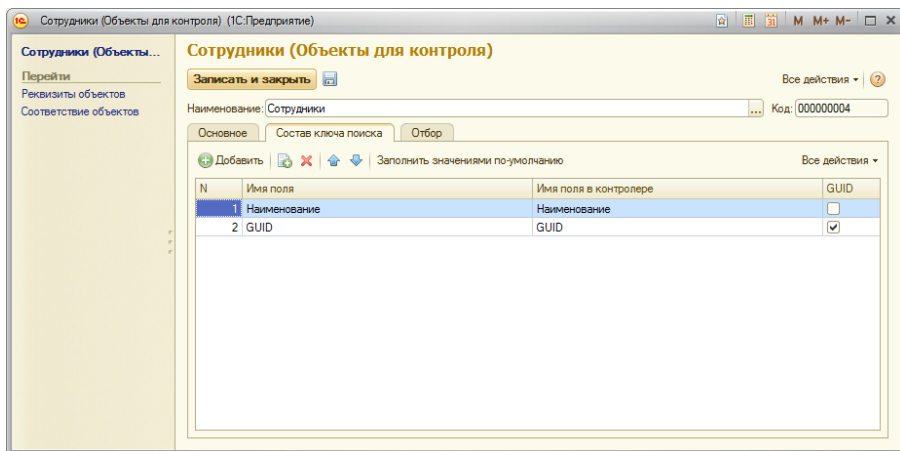 Сотрудники (Объекты для контроля) (1С:Предприятие)
31 M M+ M-
Сотрудники (Объекты...
Перейти
Реквизиты объектов
Соответствие объектов
Сотрудники (Объекты для контроля)
Записать и закрыть
Все действия
?
Наименование: Сотрудники ... Код: 000000004
Основное Состав ключа поиска Отбор
Добавить Заполнить значениями по-умолчанию Все действия
N Имя поля Имя поля в контролере GUID
1 Наименование Наименование
2 GUID GUID